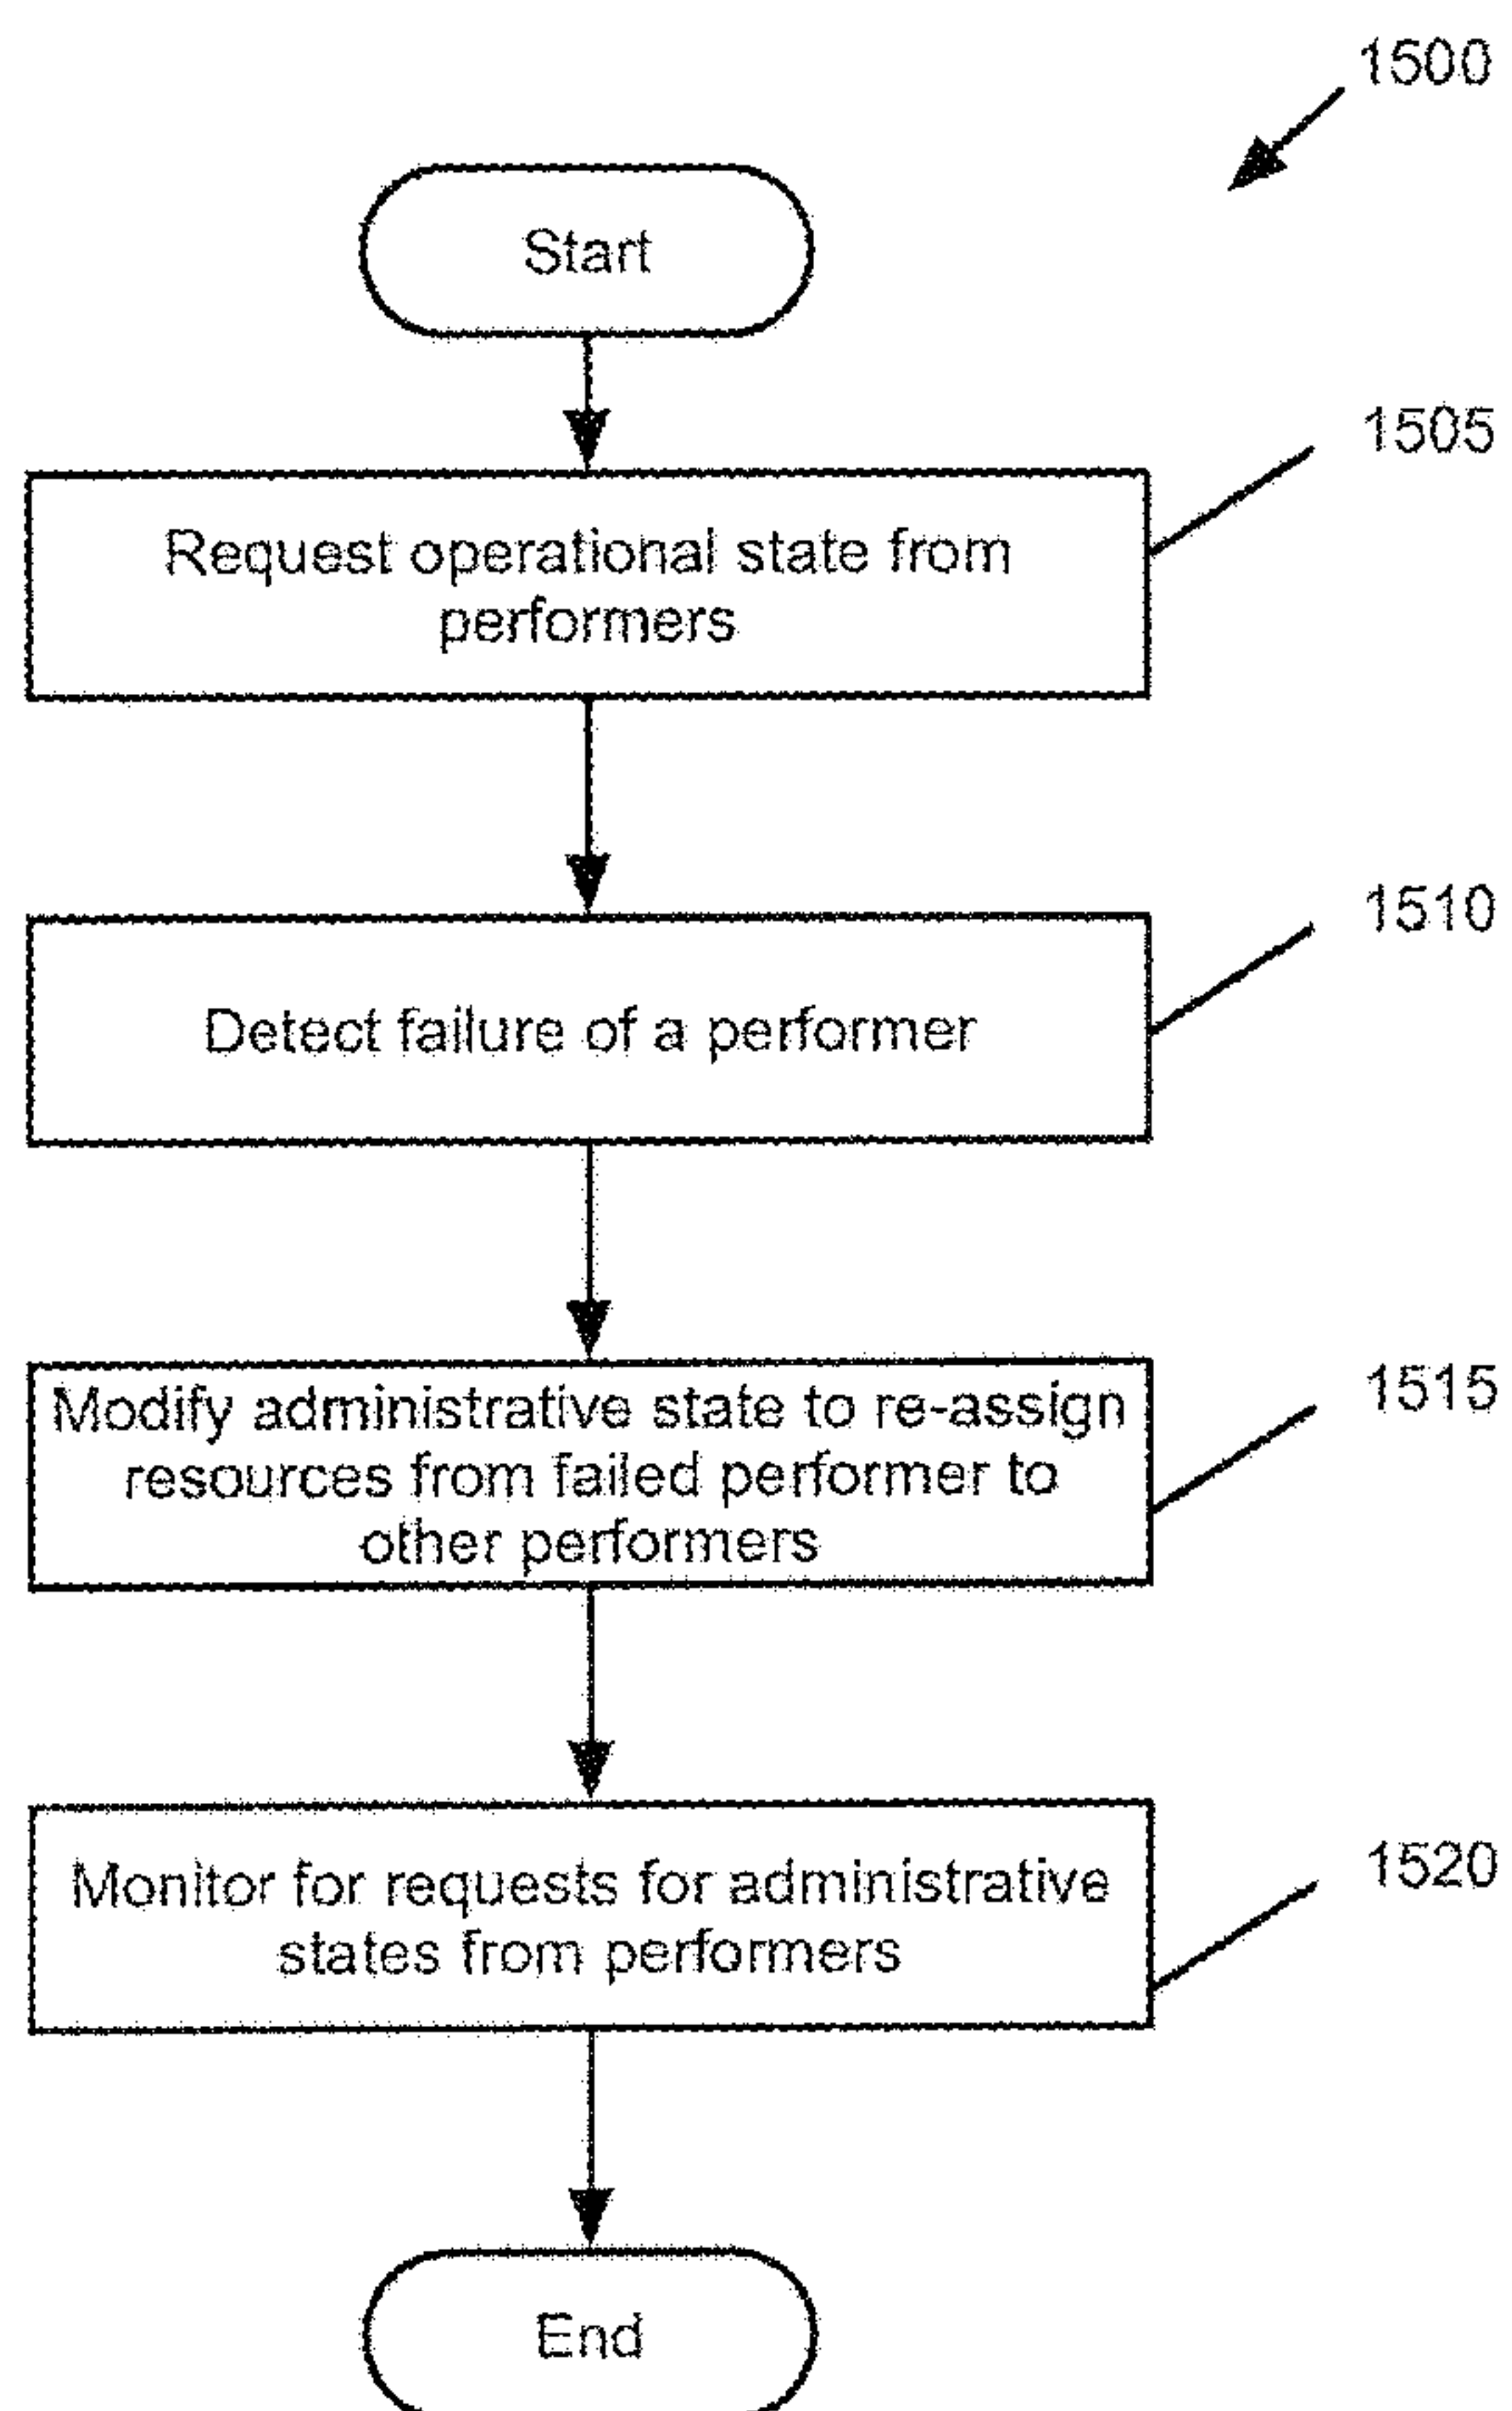 1500
Start
1505
Request operational state from
performers
1510
Detect failure of a performer
1515
Modify administrative state to re-assign
resources from failed performer to
other performers
1520
Monitor for requests for administrative
states from performers
End